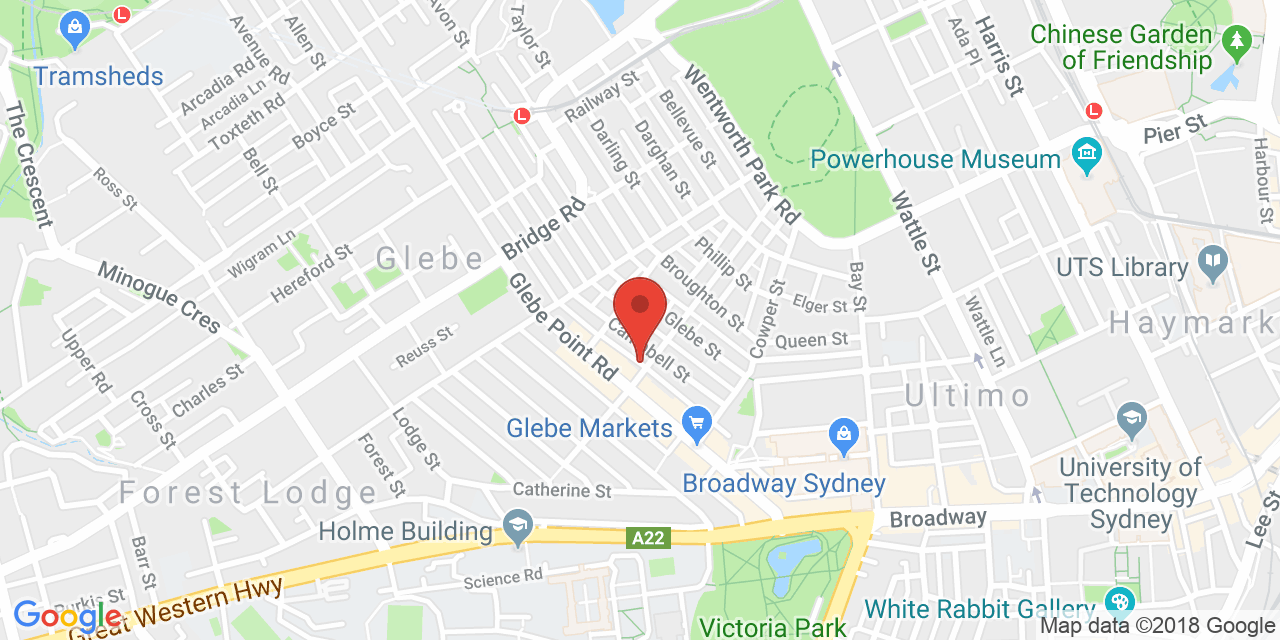 Tramsheds
L
Avenue Rd
Allen St
Avon St
Taylor St
Harris St
Ada Pl
Chinese Garden
of Friendship
Arcadia Rd
Arcadia Ln
Toxteth Rd
Boyce St
L
Railway St
Bellevue St
Wentworth Park Rd
L
Pier St
Harbour St
The Crescent
Bell St
Darling St
Darghan St
Powerhouse Museum
Ross St
Wigram Ln
Hereford St
Glebe
Bridge Rd
Phillip St
Broughton St
Wattle St
Minogue Cres
Glebe Point Rd
Elger St
Bay St
Cowper St
UTS Library
Upper Rd
Reuss St
Campbell St
Glebe St
Queen St
Wattle Ln
Haymark
Charles St
Cross St
Lodge St
Forest St
Glebe Markets
Ultimo
Forest Lodge
Catherine St
Broadway Sydney
University of
Technology
Sydney
Holme Building
A22
Broadway
Lee St
Barr St
Science Rd
Burkis St
Great Western Hwy
Victoria Park
White Rabbit Gallery
Google
Map data ©2018 Google